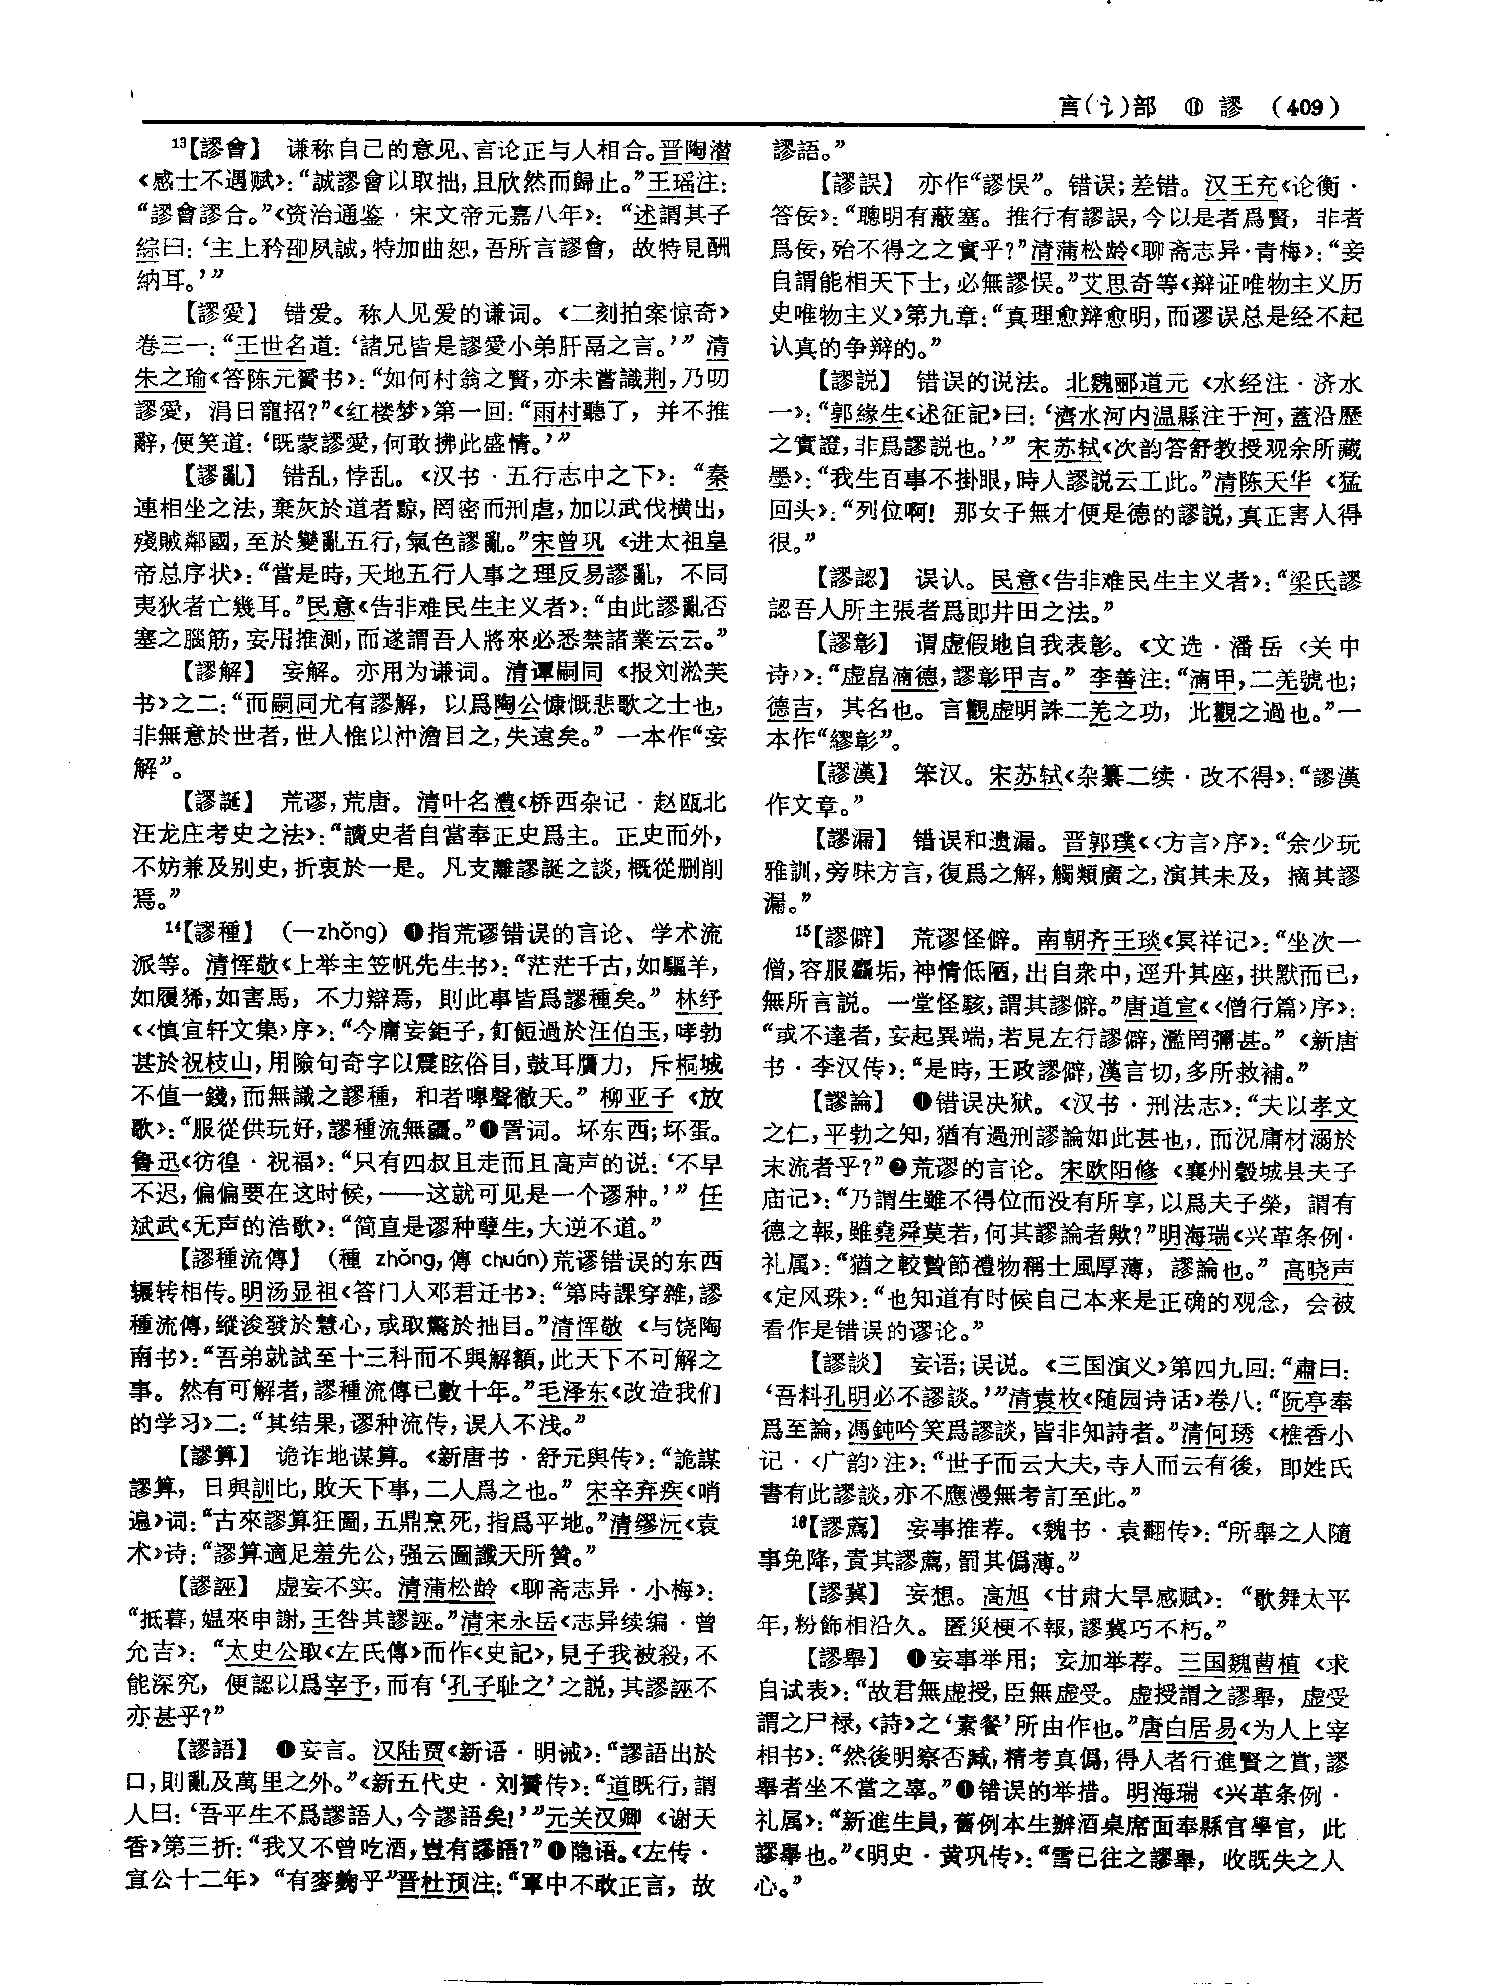 言(讠)部 ⑪ 謬 (409)
¹³【謬會】 谦称自己的意见、言论正与人相合。晋陶潜
《感士不遇赋》:“誠謬會以取拙,且欣然而歸止。”王瑶注:
“謬會謬合。”《资治通鉴·宋文帝元嘉八年》: “述謂其子
綜曰:‘主上矜卲夙誠,特加曲恕,吾所言謬會, 故特見酬
納耳。’”
【謬愛】 错爱。称人见爱的谦词。《二刻拍案惊奇》
卷三一:“王世名道:‘諸兄皆是謬愛小弟肝鬲之言。’” 清
朱之瑜《答陈元贇书》:“如何村翁之賢,亦未嘗識荆,乃叨
謬愛, 涓日寵招?”《红楼梦》第一回:“雨村聽了, 并不推
辭,便笑道:‘既蒙謬愛,何敢拂此盛情。’”
【謬亂】 错乱,悖乱。《汉书·五行志中之下》: “秦
連相坐之法,棄灰於道者黥,罔密而刑虐,加以武伐横出,
殘賊鄰國,至於變亂五行,氣色謬亂。”宋曾巩 《进太祖皇
帝总序状》:“當是時,天地五行人事之理反易謬亂, 不同
夷狄者亡幾耳。”民意《告非难民生主义者》:“由此謬亂否
塞之腦筋,妄用推測,而遂謂吾人將來必悉禁諸業云云。”
【謬解】 妄解。亦用为谦词。清谭嗣同 《报刘淞芙
书》之二:“而嗣同尤有謬解, 以爲陶公慷慨悲歌之士也,
非無意於世者,世人惟以沖澹目之,失遠矣。” 一本作“妄
解”。
【謬誕】 荒谬,荒唐。清叶名澧《桥西杂记·赵瓯北
汪龙庄考史之法》:“讀史者自當奉正史爲主。正史而外,
不妨兼及别史,折衷於一是。凡支離謬誕之談,概從删削
焉。”
¹⁴【謬種】 (一zhǒng) ❶指荒谬错误的言论、学术流
派等。清恽敬《上举主笠帆先生书》:“茫茫千古,如驅羊,
如履狶,如害馬, 不力辯焉, 則此事皆爲謬種矣。” 林纾
《〈慎宜轩文集〉序》:“今庸妄鉅子,飣餖過於汪伯玉,哮勃
甚於祝枝山,用險句奇字以震眩俗目,鼓耳贋力, 斥桐城
不值一錢,而無識之謬種, 和者嘷聲徹天。” 柳亚子 《放
歌》:“服從供玩好,謬種流無疆。”❷詈词。坏东西;坏蛋。
鲁迅《彷徨·祝福》:“只有四叔且走而且高声的说:‘不早
不迟,偏偏要在这时候,——这就可见是一个谬种。’” 任
斌武《无声的浩歌》:“简直是谬种孽生,大逆不道。”
【謬種流傳】 (種 zhǒng,傳 chuán)荒谬错误的东西
辗转相传。明汤显祖《答门人邓君迁书》:“第時課穿雜,謬
種流傳,縱浚發於慧心,或取驚於拙目。”清恽敬 《与饶陶
南书》:“吾弟就試至十三科而不與解額,此天下不可解之
事。然有可解者,謬種流傳已數十年。”毛泽东《改造我们
的学习》二:“其结果,谬种流传,误人不浅。”
【謬算】 诡诈地谋算。《新唐书·舒元舆传》:“詭謀
謬算, 日與訓比,敗天下事,二人爲之也。” 宋辛弃疾《哨
遍》词:“古來謬算狂圖,五鼎烹死,指爲平地。”清缪沅《袁
术》诗:“謬算適足羞先公,强云圖讖天所贊。”
【謬誣】 虚妄不实。清蒲松龄 《聊斋志异·小梅》:
“抵暮,媪來申謝,王咎其謬誣。”清宋永岳《志异续编·曾
允吉》: “太史公取《左氏傳》而作《史記》,見子我被殺,不
能深究, 便認以爲宰予,而有‘孔子耻之’之説,其謬誣不
亦甚乎?”
【謬語】 ❶妄言。汉陆贾《新语·明诫》:“謬語出於
口,則亂及萬里之外。”《新五代史·刘贇传》:“道既行,謂
人曰:‘吾平生不爲謬語人,今謬語矣!’”元关汉卿 《谢天
香》第三折:“我又不曾吃酒,豈有謬語?”❷隐语。《左传·
宣公十二年》 “有麥麴乎”晋杜预注:“軍中不敢正言, 故
謬語。”
【謬誤】 亦作“謬悮”。错误;差错。汉王充《论衡·
答佞》:“聰明有蔽塞。推行有謬誤,今以是者爲賢, 非者
爲佞,殆不得之之實乎?”清蒲松龄《聊斋志异·青梅》:“妾
自謂能相天下士,必無謬悮。”艾思奇等《辩证唯物主义历
史唯物主义》第九章:“真理愈辩愈明,而谬误总是经不起
认真的争辩的。”
【謬説】 错误的说法。北魏郦道元 《水经注·济水
一》:“郭緣生《述征記》曰:‘濟水河内温縣注于河,蓋沿歷
之實證,非爲謬説也。’” 宋苏轼《次韵答舒教授观余所藏
墨》:“我生百事不掛眼,時人謬説云工此。”清陈天华 《猛
回头》:“列位啊! 那女子無才便是德的謬説,真正害人得
很。”
【謬認】 误认。民意《告非难民生主义者》:“梁氏謬
認吾人所主張者爲即井田之法。”
【謬彰】 谓虚假地自我表彰。《文选·潘岳〈关中
诗〉》:“虚皛湳德,謬彰甲吉。” 李善注:“湳甲,二羌號也;
德吉, 其名也。言觀虚明誅二羌之功, 此觀之過也。”一
本作“繆彰”。
【謬漢】 笨汉。宋苏轼《杂纂二续·改不得》:“謬漢
作文章。”
【謬漏】 错误和遗漏。晋郭璞《〈方言〉序》:“余少玩
雅訓,旁味方言,復爲之解,觸類廣之,演其未及, 摘其謬
漏。”
¹⁵【謬僻】 荒谬怪僻。南朝齐王琰《冥祥记》:“坐次一
僧,容服麤垢,神情低陋,出自衆中,逕升其座,拱默而已,
無所言説。一堂怪駭,謂其謬僻。”唐道宣《〈僧行篇〉序》:
“或不達者,妄起異端,若見左行謬僻,濫罔彌甚。” 《新唐
书·李汉传》:“是時,王政謬僻,漢言切,多所救補。”
【謬論】 ❶错误决狱。《汉书·刑法志》:“夫以孝文
之仁,平勃之知,猶有過刑謬論如此甚也,而況庸材溺於
末流者乎?”❷荒谬的言论。宋欧阳修 《襄州穀城县夫子
庙记》:“乃謂生雖不得位而没有所享,以爲夫子榮, 謂有
德之報,雖堯舜莫若,何其謬論者歟?”明海瑞《兴革条例·
礼属》:“猶之較贄節禮物稱士風厚薄, 謬論也。” 高晓声
《定风珠》:“也知道有时候自己本来是正确的观念, 会被
看作是错误的谬论。”
【謬談】 妄语;误说。《三国演义》第四九回:“肅曰:
‘吾料孔明必不謬談。’”清袁枚《随园诗话》卷八:“阮亭奉
爲至論,馮鈍吟笑爲謬談,皆非知詩者。”清何琇 《樵香小
记·〈广韵〉注》:“世子而云大夫,寺人而云有後, 即姓氏
書有此謬談,亦不應漫無考訂至此。”
¹⁶【謬薦】 妄事推荐。《魏书·袁翻传》:“所舉之人隨
事免降,責其謬薦,罰其僞薄。”
【謬冀】 妄想。高旭 《甘肃大旱感赋》: “歌舞太平
年,粉飾相沿久。匿災梗不報,謬冀巧不朽。”
【謬舉】 ❶妄事举用; 妄加举荐。三国魏曹植 《求
自试表》:“故君無虚授,臣無虚受。虚授謂之謬舉, 虚受
謂之尸禄,《詩》之‘素餐’所由作也。”唐白居易《为人上宰
相书》:“然後明察否臧,精考真僞,得人者行進賢之賞,謬
舉者坐不當之辜。”❷错误的举措。明海瑞 《兴革条例·
礼属》:“新進生員,舊例本生辦酒桌席面奉縣官學官, 此
謬舉也。”《明史·黄巩传》:“雪已往之謬舉, 收既失之人
心。”